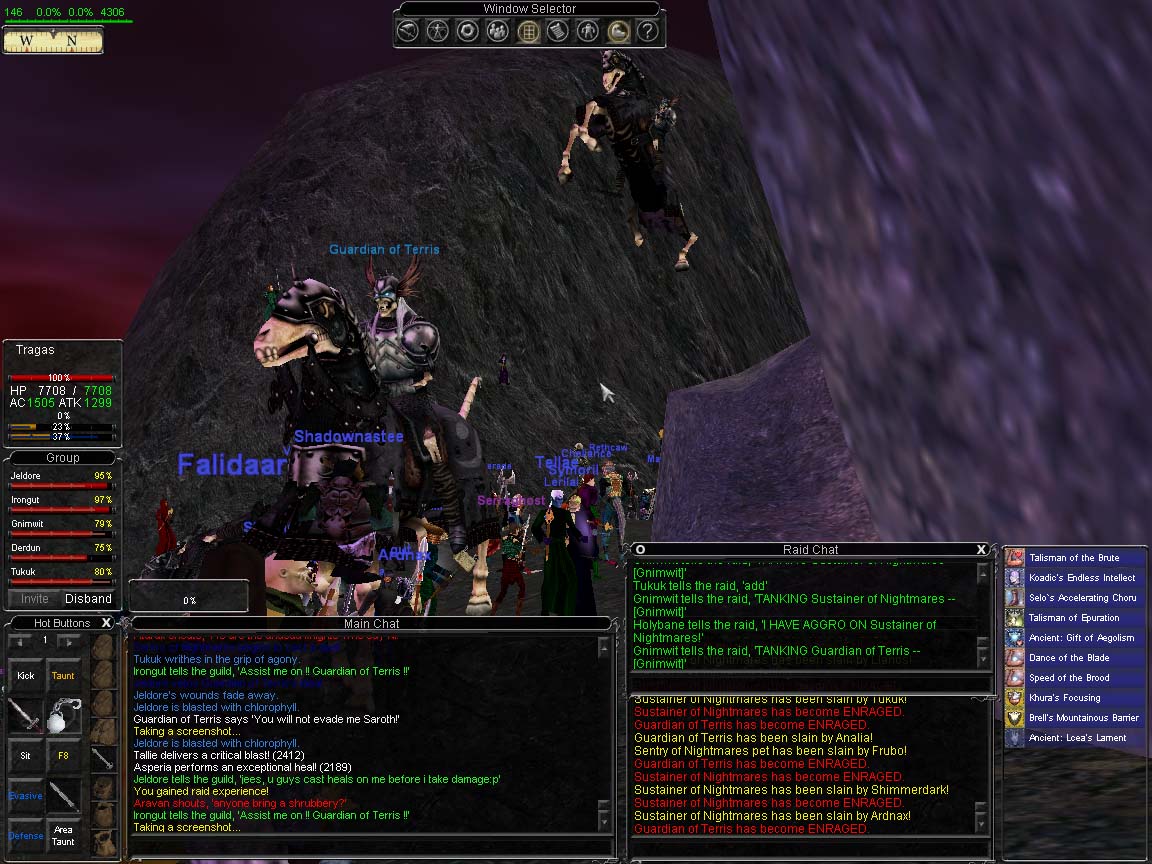 146 0.0% 0.0% 4306
Window Selector
W N
Guardian of Terris
Tragas
100%
HP 7708 / 7708
AC 1505 ATK 1299
0%
23%
37%
Shadownastee
Falidaar
Rethcaw
Chevance
Tallae
Symgril
Lenlai
Ma
Ardnax
Group
Jeldore 95%
Irongut 97%
Gnimwit 79%
Derdun 75%
Tukuk 80%
Invite Disband
0%
Hot Buttons X
1
Kick Taunt
Sit F8
Evasive
Defense Area Taunt
Main Chat
Tukuk writhes in the grip of agony.
Irongut tells the guild, 'Assist me on !! Guardian of Terris !!'
Jeldore's wounds fade away.
Jeldore is blasted with chlorophyll.
Guardian of Terris says 'You will not evade me Saroth!'
Taking a screenshot...
Jeldore is blasted with chlorophyll.
Tallie delivers a critical blast! (2412)
Asperia performs an exceptional heal! (2189)
Jeldore tells the guild, 'jees, u guys cast heals on me before i take damage:p'
You gained raid experience!
Aravan shouts, 'anyone bring a shrubbery?'
Irongut tells the guild, 'Assist me on !! Guardian of Terris !!'
Taking a screenshot...
O Raid Chat X
[Gnimwit]'
Tukuk tells the raid, 'add'
Gnimwit tells the raid, 'TANKING Sustainer of Nightmares --
[Gnimwit]'
Holybane tells the raid, 'I HAVE AGGRO ON Sustainer of
Nightmares!'
Gnimwit tells the raid, 'TANKING Guardian of Terris --
[Gnimwit]'
Sustainer of Nightmares has been slain by Tukuk!
Sustainer of Nightmares has become ENRAGED.
Guardian of Terris has become ENRAGED.
Guardian of Terris has been slain by Analia!
Sentry of Nightmares pet has been slain by Frubo!
Guardian of Terris has become ENRAGED.
Sustainer of Nightmares has become ENRAGED.
Sustainer of Nightmares has been slain by Shimmerdark!
Sustainer of Nightmares has become ENRAGED.
Sustainer of Nightmares has been slain by Ardnax!
Guardian of Terris has become ENRAGED.
Talisman of the Brute
Koadic's Endless Intellect
Selo`s Accelerating Choru
Talisman of Epuration
Ancient: Gift of Aegolism
Dance of the Blade
Speed of the Brood
Khura's Focusing
Brell's Mountainous Barrier
Ancient: Lcea's Lament